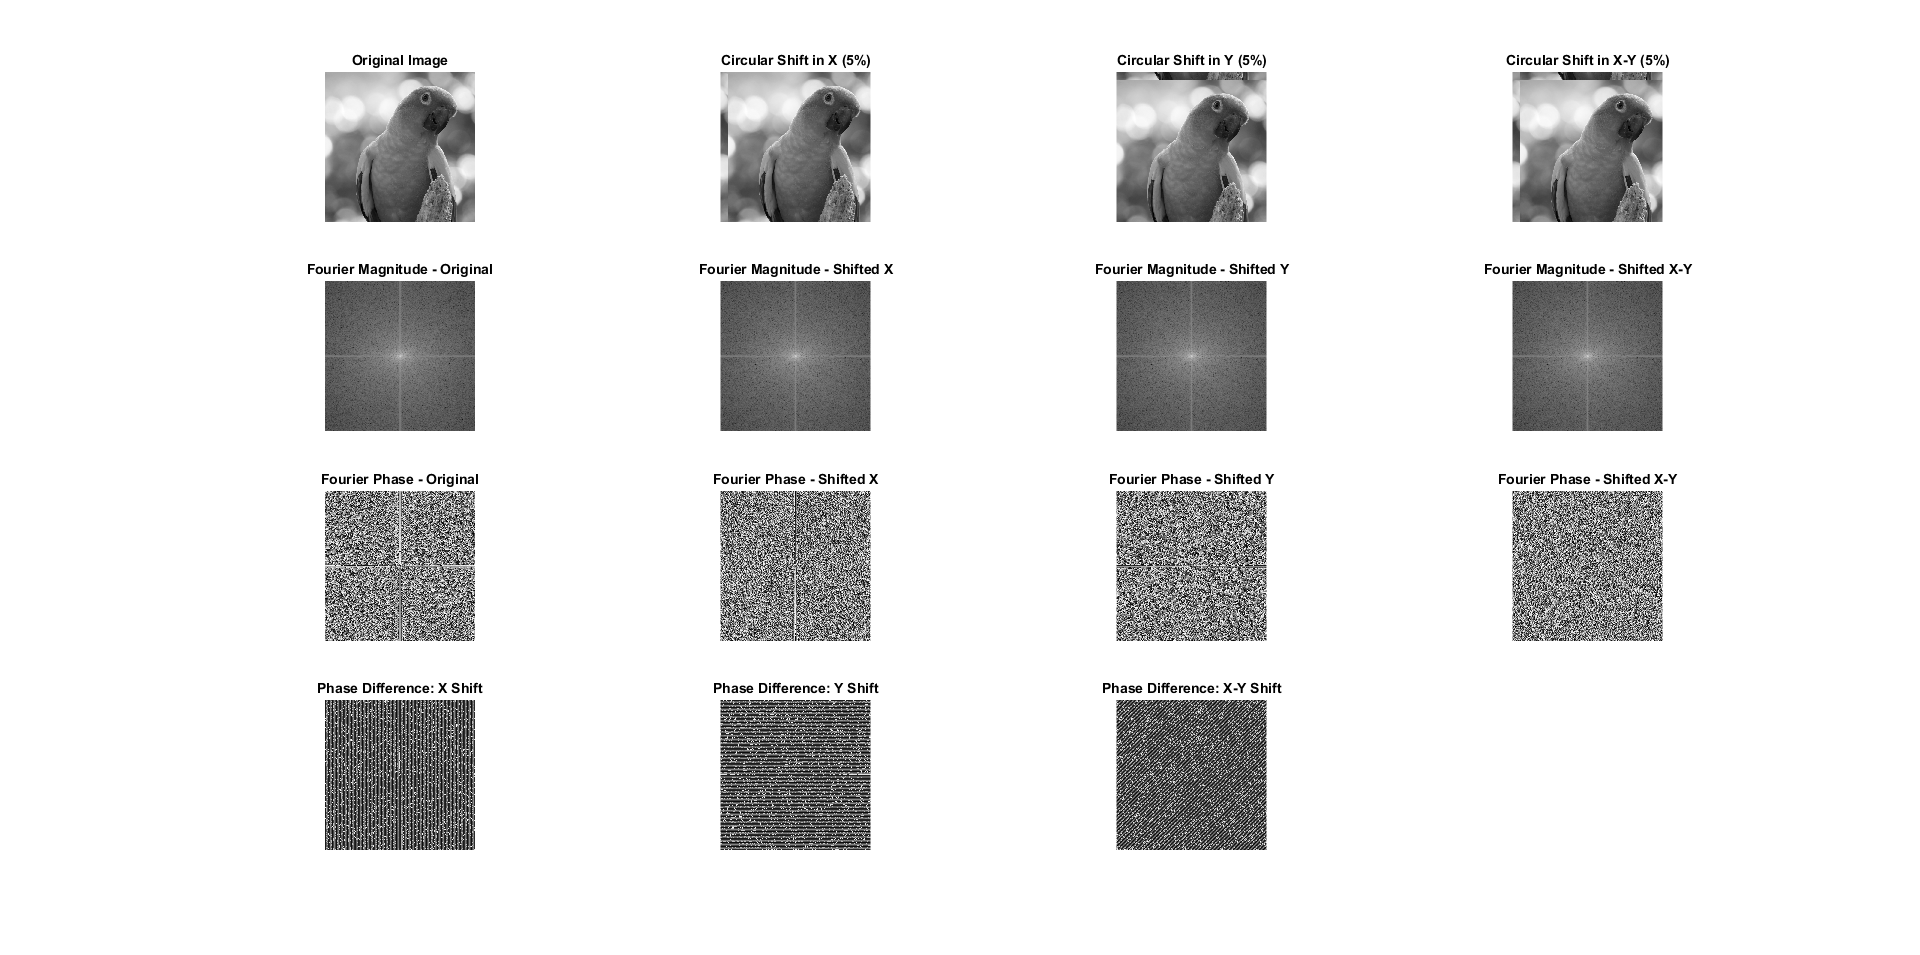 Original Image
Circular Shift in X (5%)
Circular Shift in Y (5%)
Circular Shift in X-Y (5%)
Fourier Magnitude - Original
Fourier Magnitude - Shifted X
Fourier Magnitude - Shifted Y
Fourier Magnitude - Shifted X-Y
Fourier Phase - Original
Fourier Phase - Shifted X
Fourier Phase - Shifted Y
Fourier Phase - Shifted X-Y
Phase Difference: X Shift
Phase Difference: Y Shift
Phase Difference: X-Y Shift